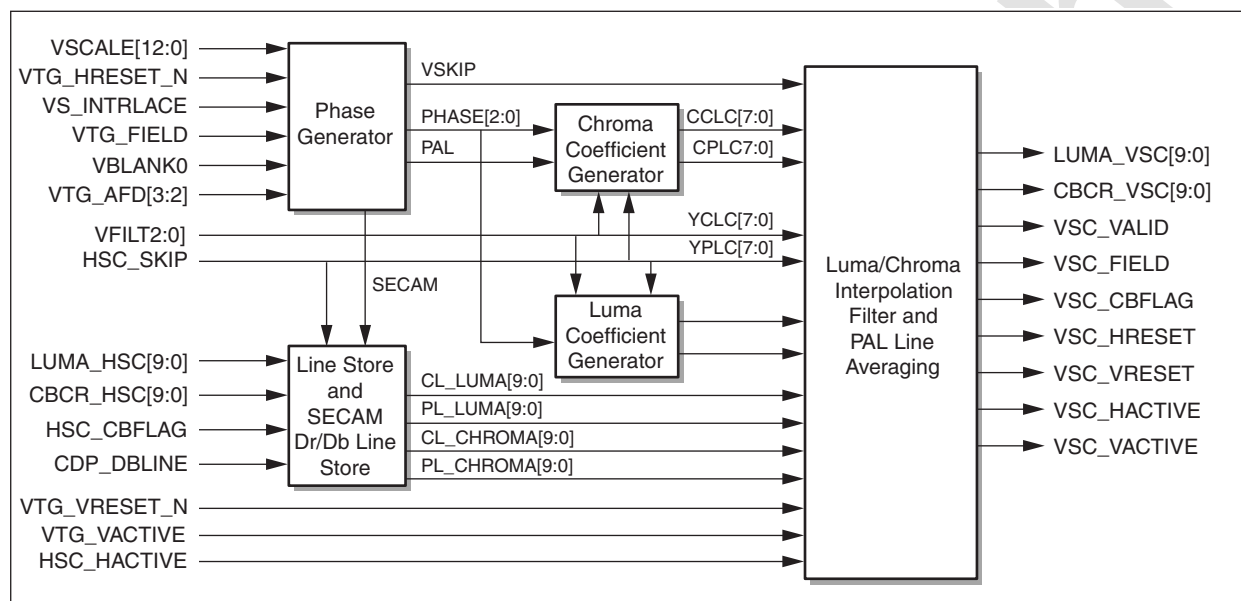 VSCALE[12:0]
VTG_HRESET_N
VS_INTRLACE
VTG_FIELD
VBLANK0
VTG_AFD[3:2]
VFILT2:0]
HSC_SKIP
LUMA_HSC[9:0]
CBCR_HSC[9:0]
HSC_CBFLAG
CDP_DBLINE
VTG_VRESET_N
VTG_VACTIVE
HSC_HACTIVE
Phase
Generator
VSKIP
PHASE[2:0]
PAL
SECAM
Chroma
Coefficient
Generator
CCLC[7:0]
CPLC7:0]
YCLC[7:0]
YPLC[7:0]
Luma
Coefficient
Generator
Line Store
and
SECAM
Dr/Db Line
Store
CL_LUMA[9:0]
PL_LUMA[9:0]
CL_CHROMA[9:0]
PL_CHROMA[9:0]
Luma/Chroma
Interpolation
Filter and
PAL Line
Averaging
LUMA_VSC[9:0]
CBCR_VSC[9:0]
VSC_VALID
VSC_FIELD
VSC_CBFLAG
VSC_HRESET
VSC_VRESET
VSC_HACTIVE
VSC_VACTIVE